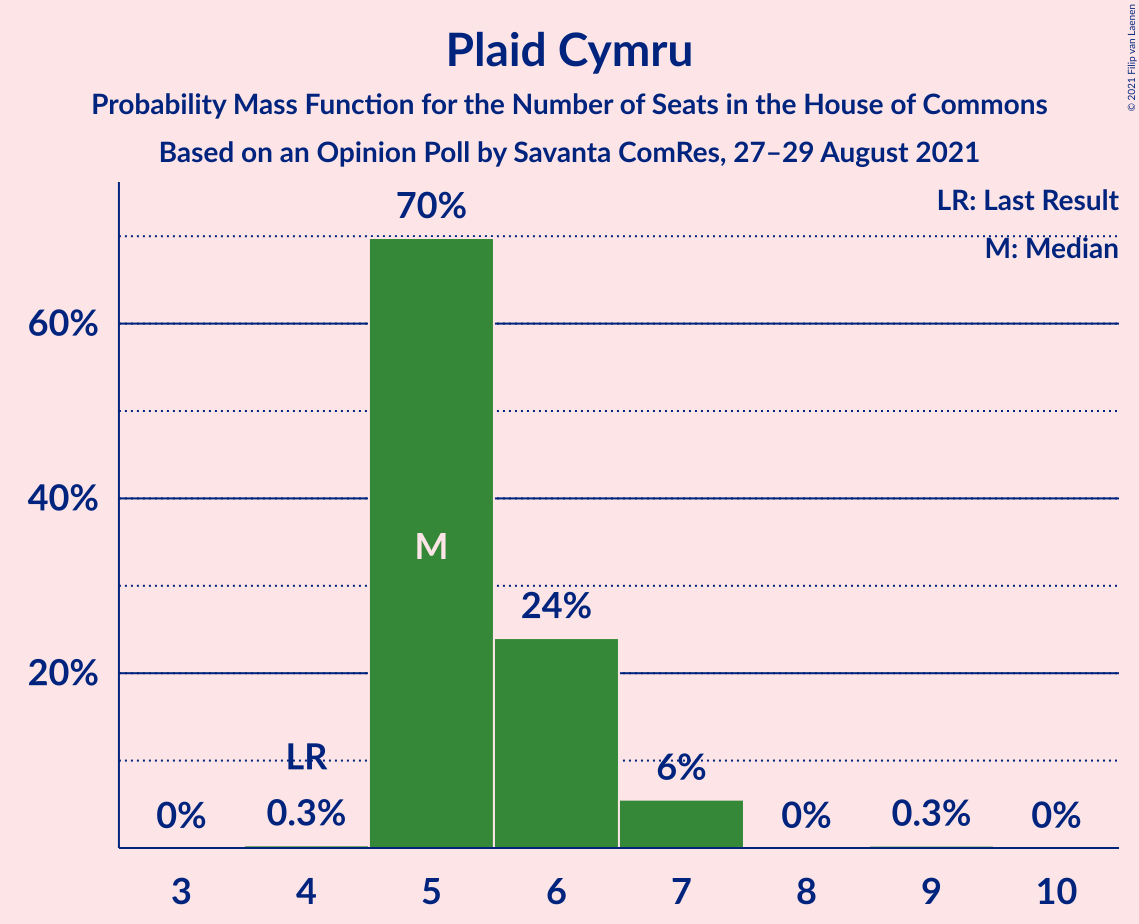 Plaid Cymru
Probability Mass Function for the Number of Seats in the House of Commons
Based on an Opinion Poll by Savanta ComRes, 27–29 August 2021
© 2021 Filip van Laenen
LR: Last Result
M: Median
70%
60%
40%
M
24%
20%
LR
6%
0%
0.3%
0%
0.3%
0%
3 4 5 6 7 8 9 10